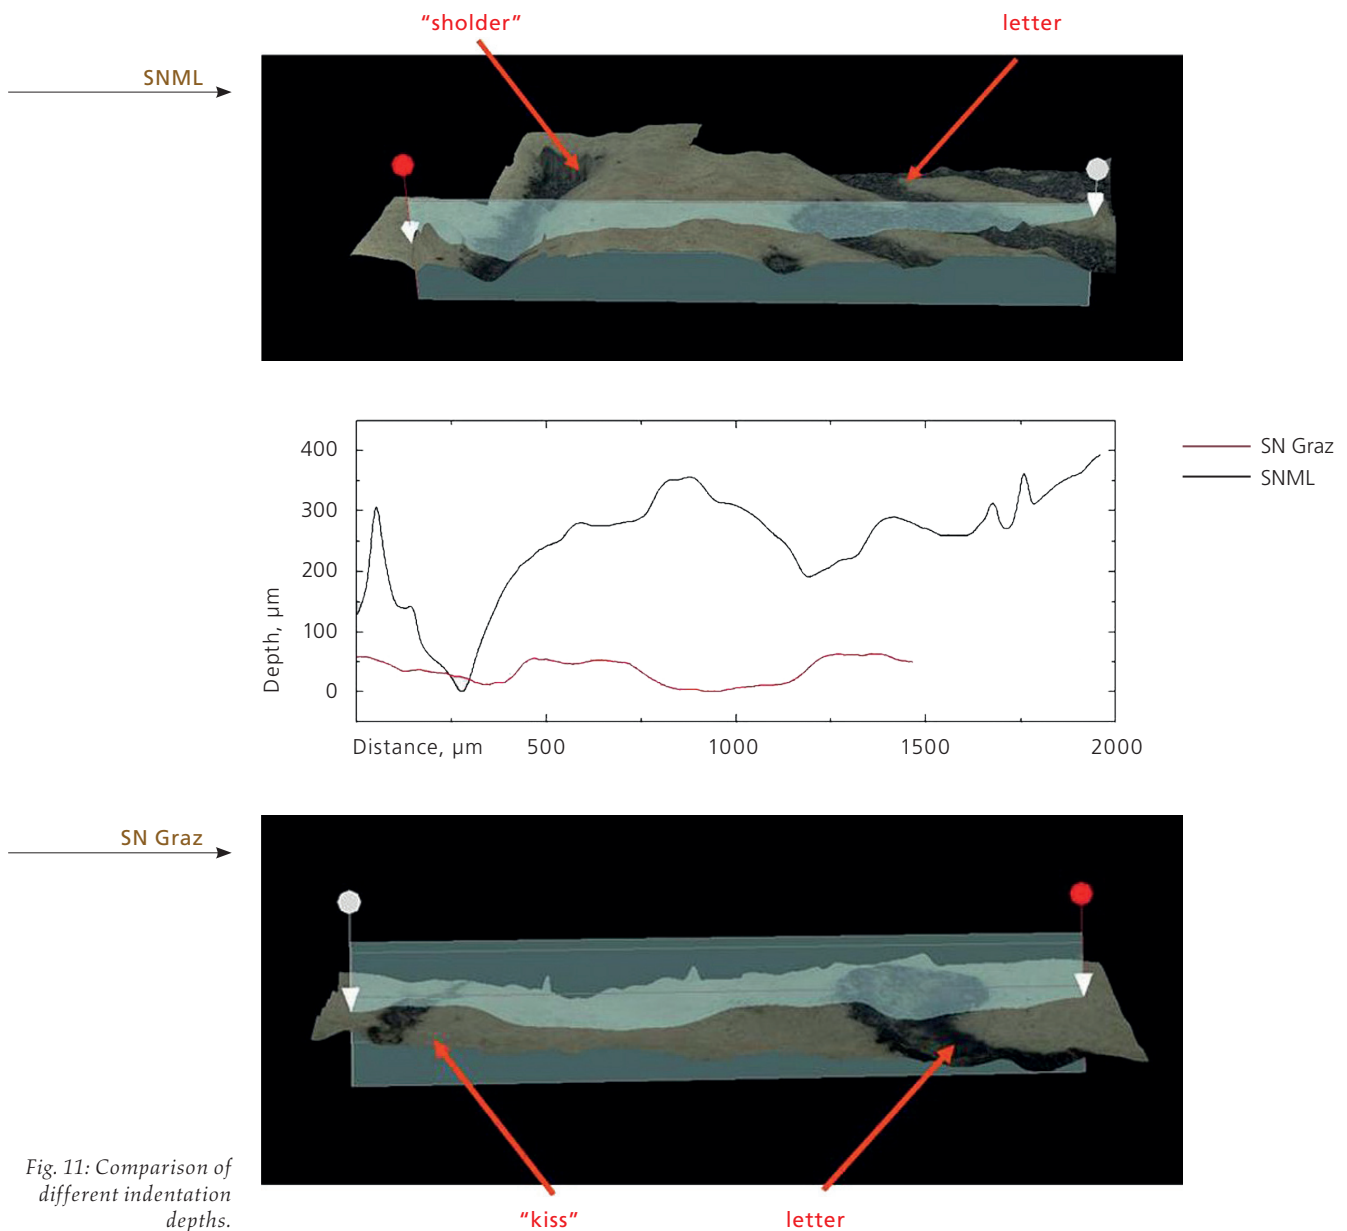 “sholder”
letter
SNML
400
300
200
100
0
Depth, µm
Distance, µm 500 1000 1500 2000
SN Graz
SNML
SN Graz
Fig. 11: Comparison of
different indentation
depths.
“kiss”
letter